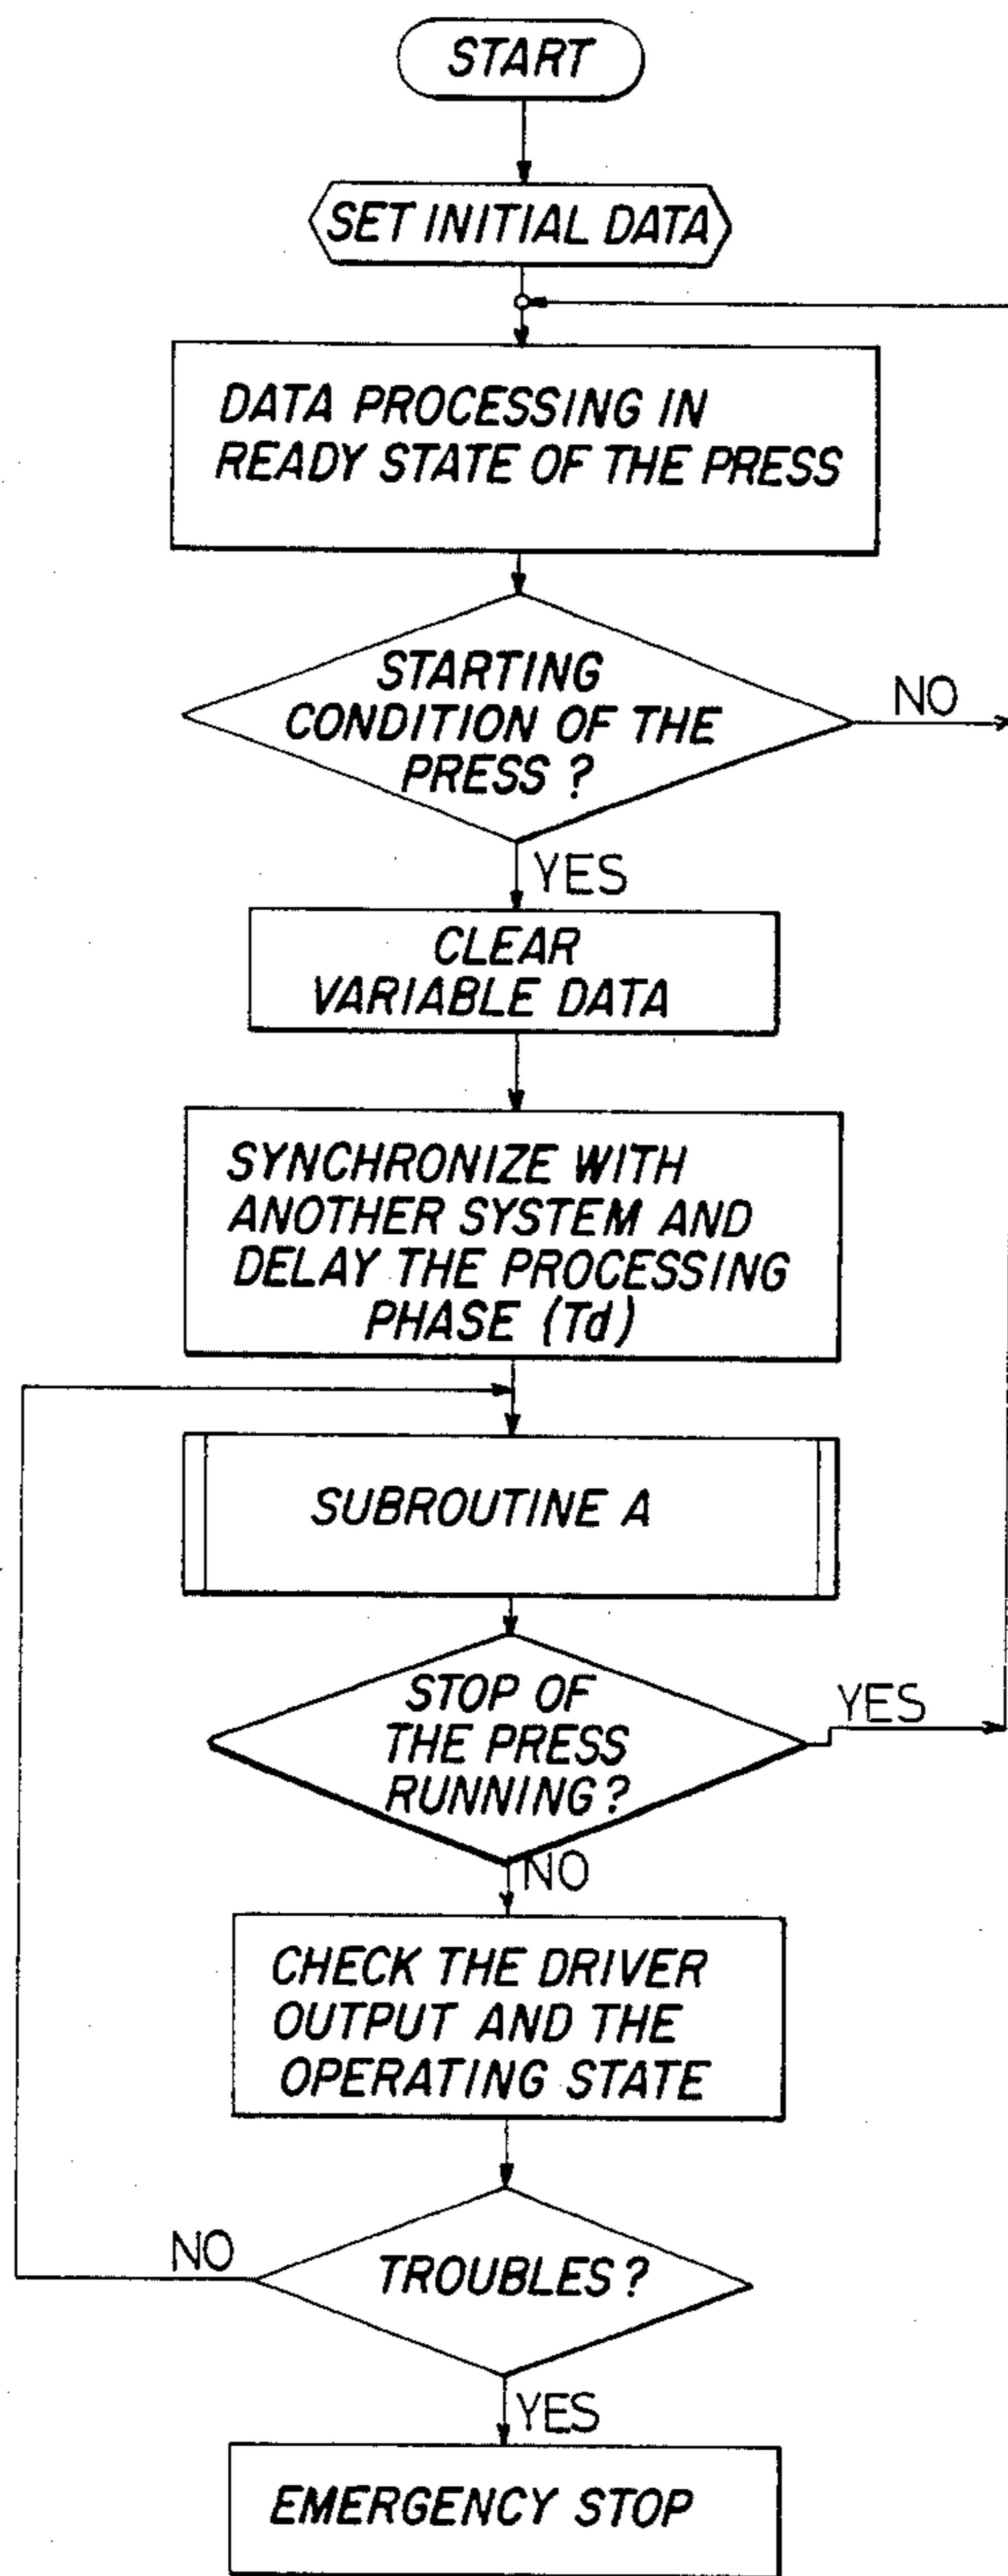 START
SET INITIAL DATA
DATA PROCESSING IN
READY STATE OF THE PRESS
STARTING
CONDITION OF THE
PRESS ?
NO
YES
CLEAR
VARIABLE DATA
SYNCHRONIZE WITH
ANOTHER SYSTEM AND
DELAY THE PROCESSING
PHASE (Td)
SUBROUTINE A
STOP OF
THE PRESS
RUNNING ?
YES
NO
CHECK THE DRIVER
OUTPUT AND THE
OPERATING STATE
TROUBLES ?
NO
YES
EMERGENCY STOP